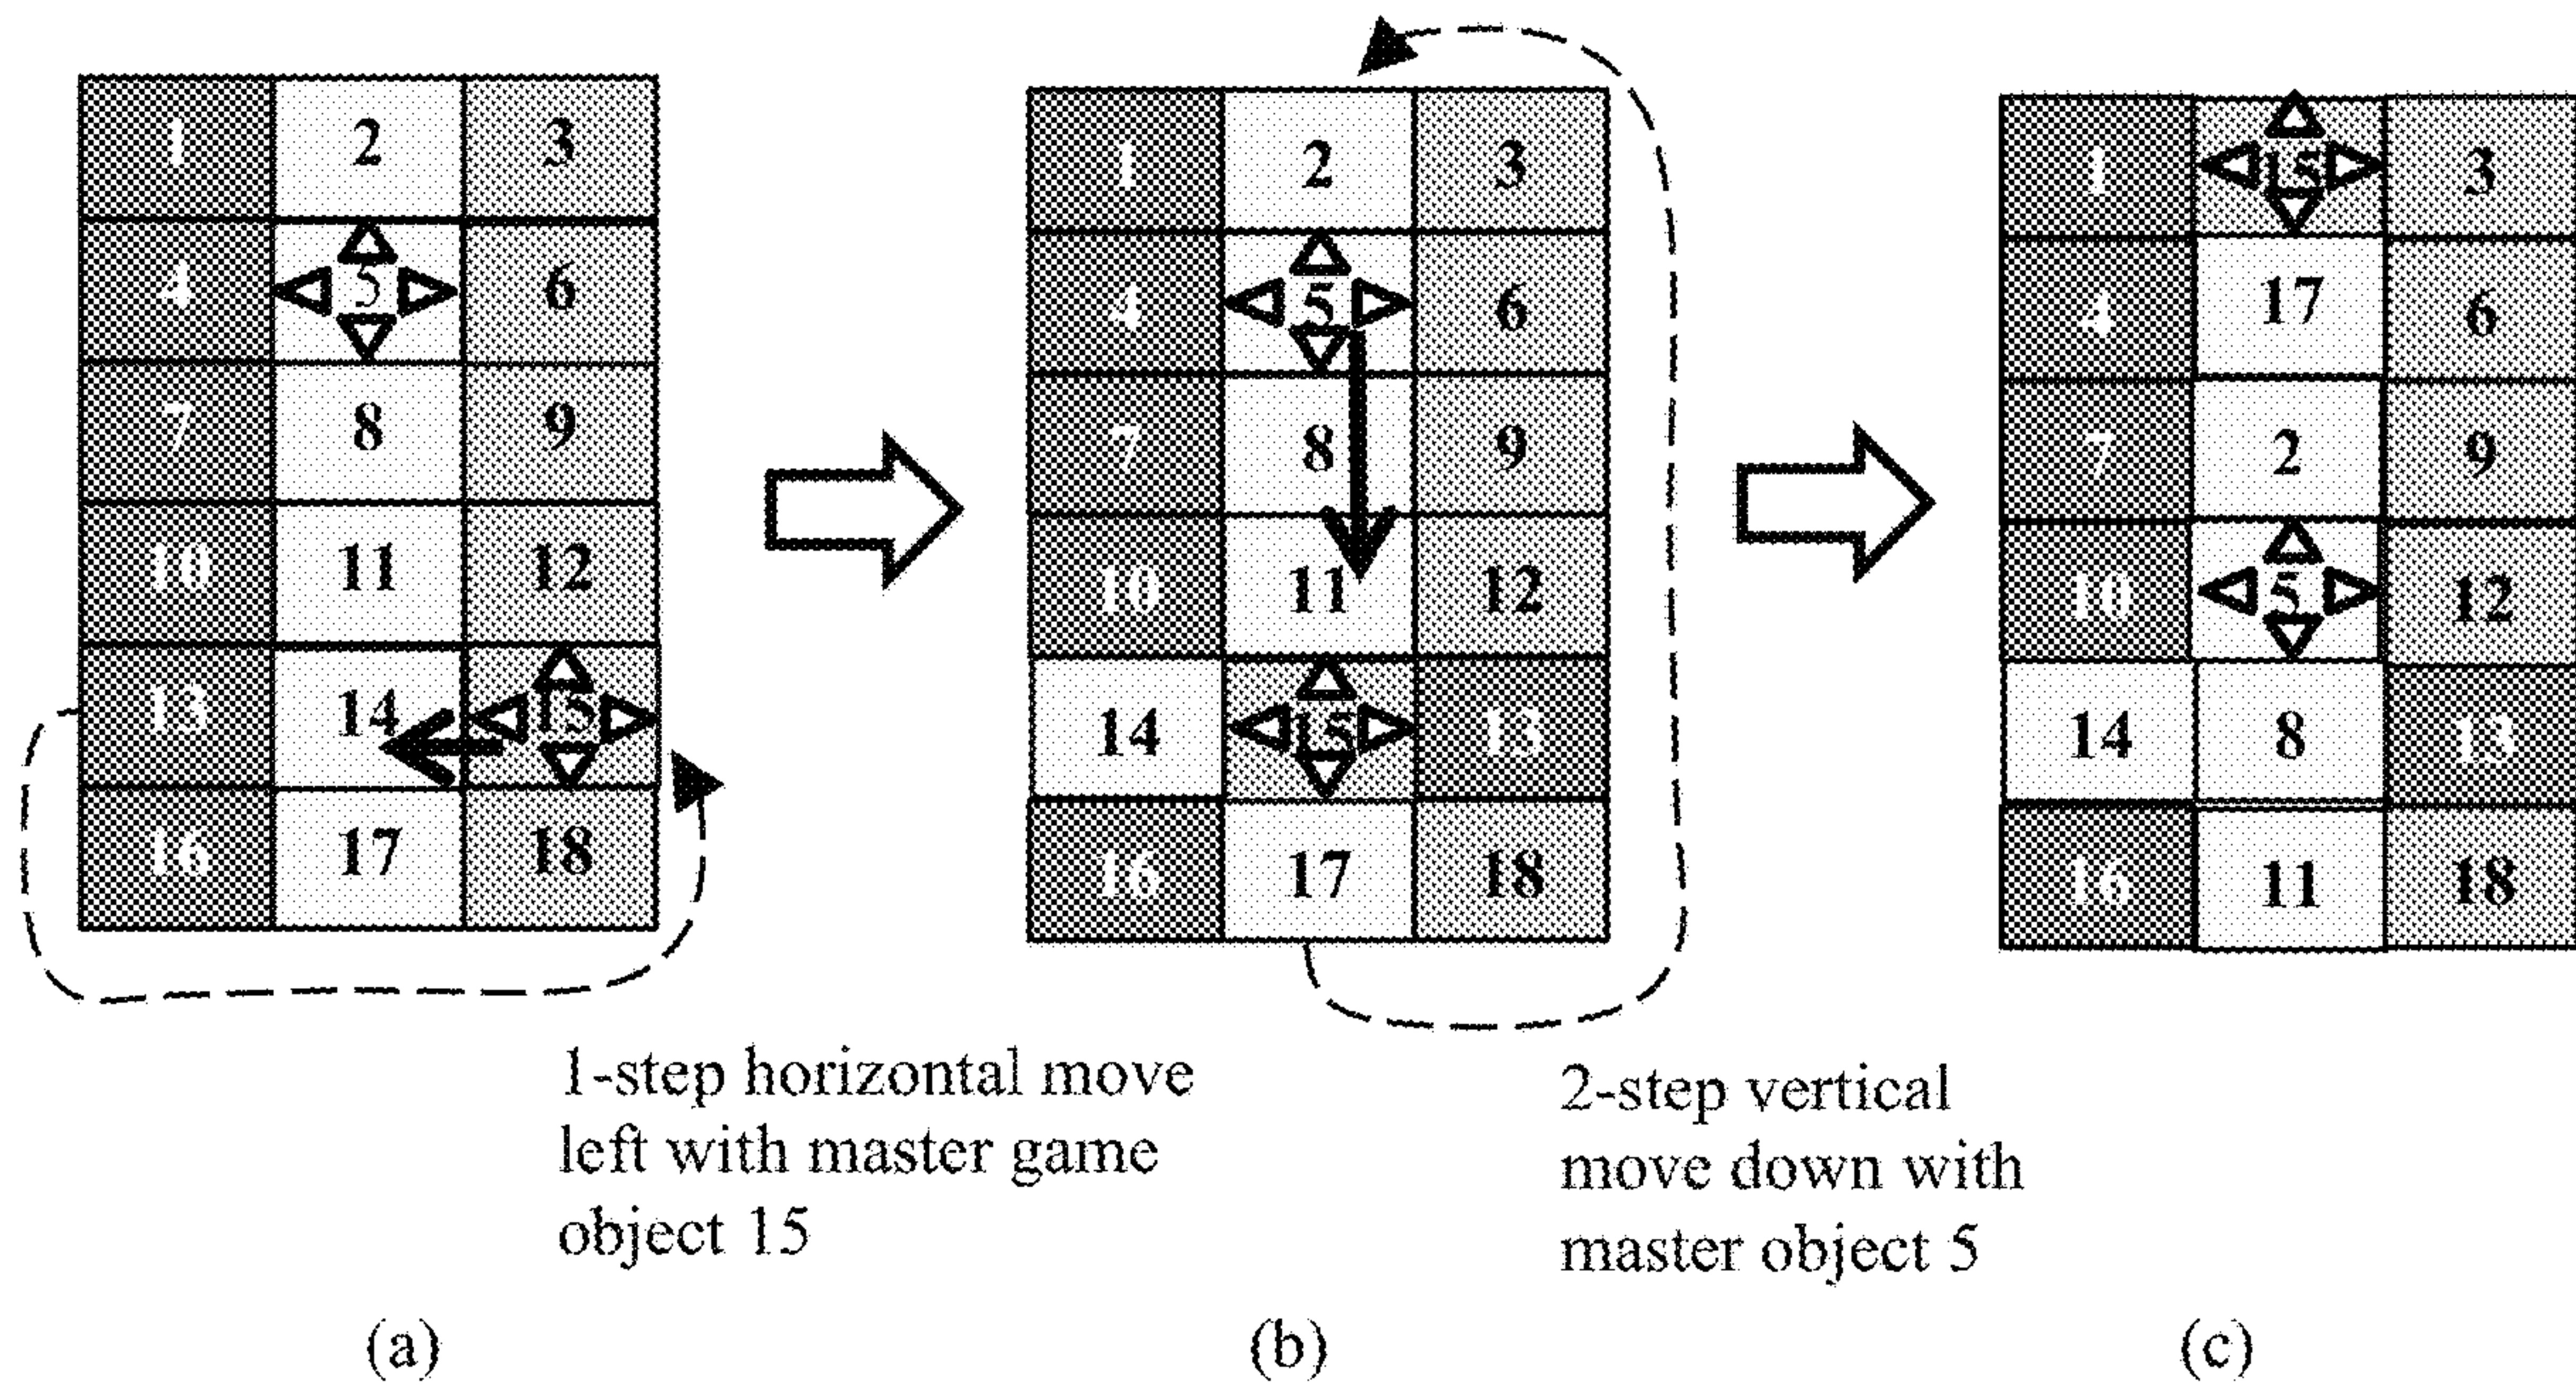 1 2 3
4 5 6
7 8 9
10 11 12
13 14 15
16 17 18
1 2 3
4 5 6
7 8 9
10 11 12
14 15 13
16 17 18
1 15 3
4 17 6
7 2 9
10 5 12
14 8 13
16 11 18
1-step horizontal move
left with master game
object 15
2-step vertical
move down with
master object 5
(a)
(b)
(c)